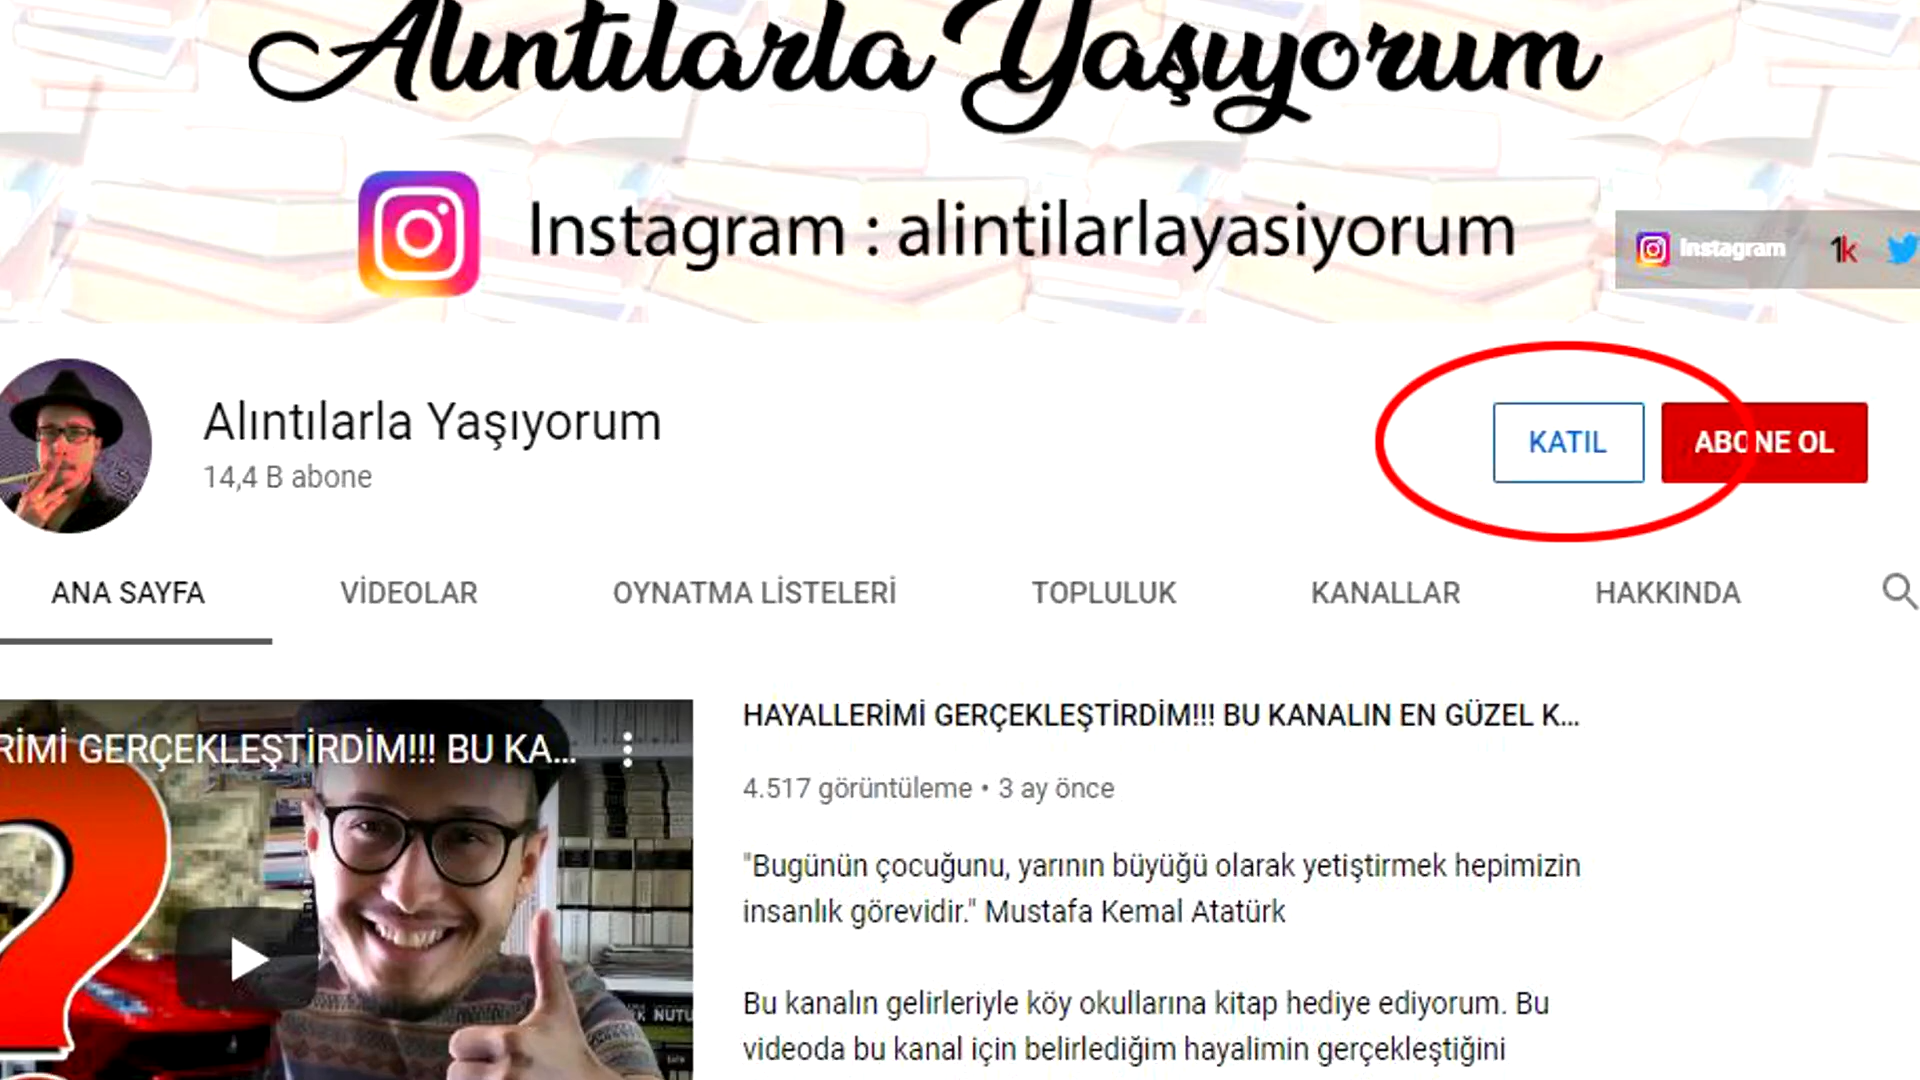 Alıntılarla Yaşıyorum
Instagram : alintilarlayasiyorum
Instagram 1k
Alıntılarla Yaşıyorum
14,4 B abone
KATIL
ABONE OL
ANA SAYFA VİDEOLAR OYNATMA LİSTELERİ TOPLULUK KANALLAR HAKKINDA
RİMİ GERÇEKLEŞTİRDİM!!! BU KA...
?
NUTU
HAYALLERİMİ GERÇEKLEŞTİRDİM!!! BU KANALIN EN GÜZEL K...
4.517 görüntüleme • 3 ay önce
"Bugünün çocuğunu, yarının büyüğü olarak yetiştirmek hepimizin
insanlık görevidir." Mustafa Kemal Atatürk
Bu kanalın gelirleriyle köy okullarına kitap hediye ediyorum. Bu
videoda bu kanal için belirlediğim hayalimin gerçekleştiğini